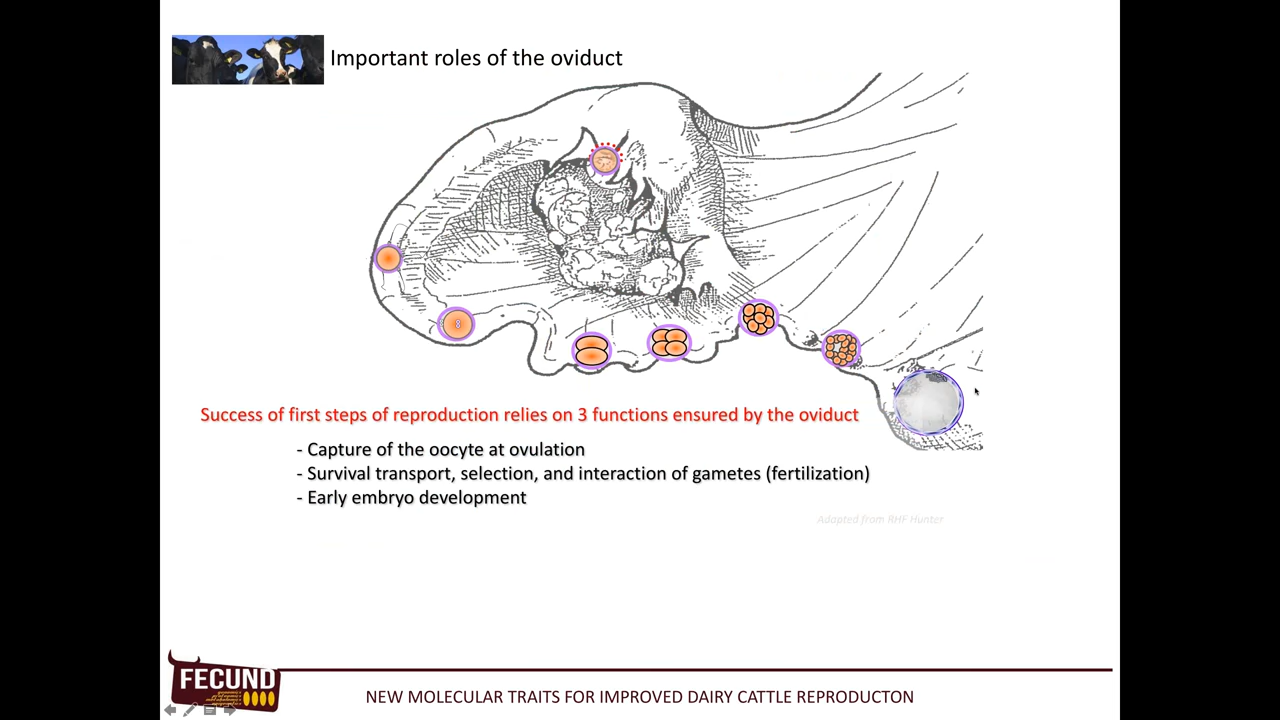 Important roles of the oviduct
Success of first steps of reproduction relies on 3 functions ensured by the oviduct
- Capture of the oocyte at ovulation
- Survival transport, selection, and interaction of gametes (fertilization)
- Early embryo development
Adapted from RHF Hunter
FECUND
NEW MOLECULAR TRAITS FOR IMPROVED DAIRY CATTLE REPRODUCTON